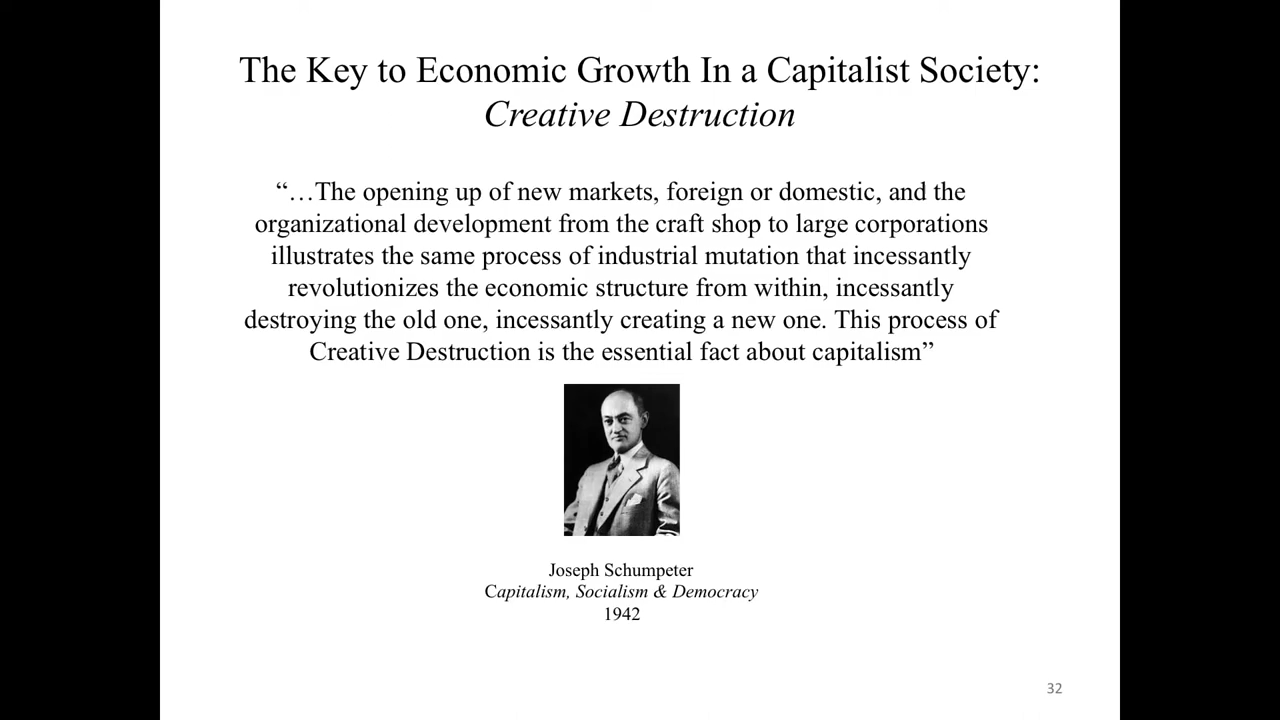 The Key to Economic Growth In a Capitalist Society:
Creative Destruction
“…The opening up of new markets, foreign or domestic, and the
organizational development from the craft shop to large corporations
illustrates the same process of industrial mutation that incessantly
revolutionizes the economic structure from within, incessantly
destroying the old one, incessantly creating a new one. This process of
Creative Destruction is the essential fact about capitalism”
Joseph Schumpeter
Capitalism, Socialism & Democracy
1942
32